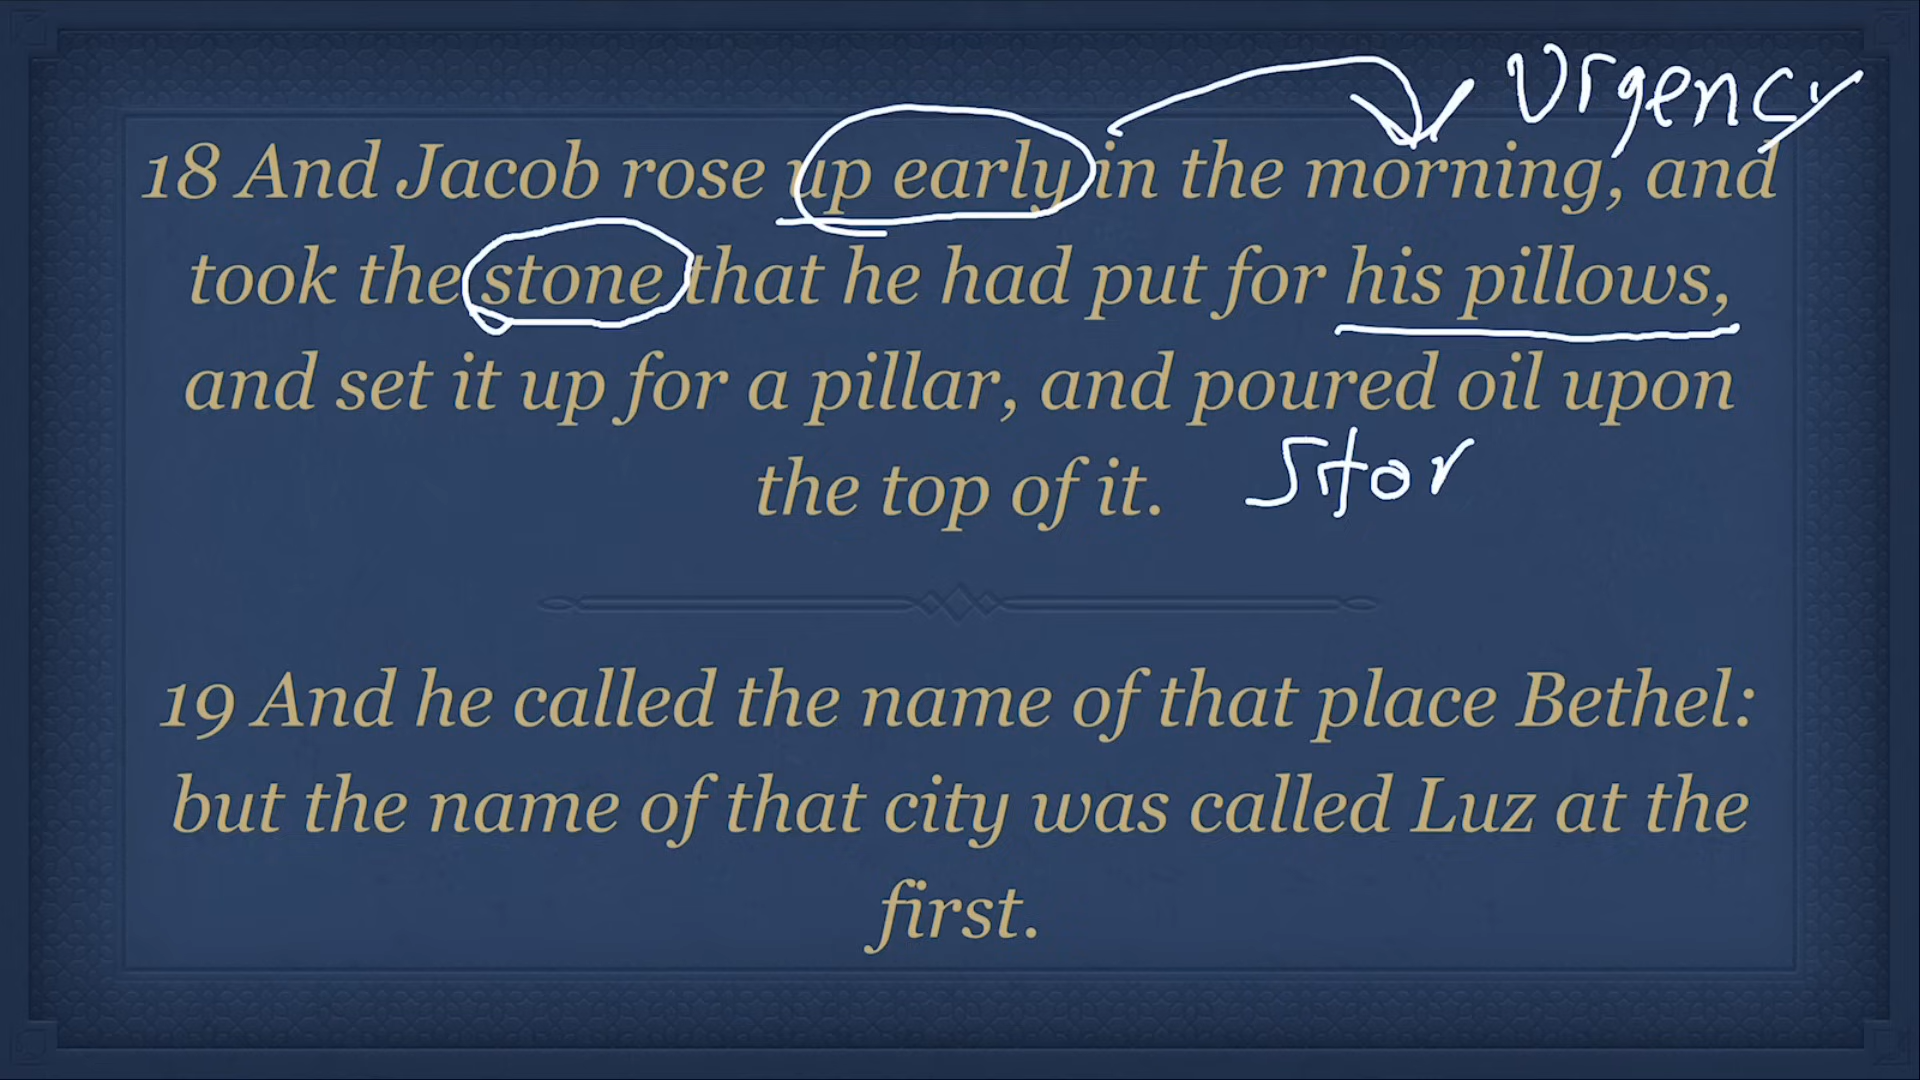 Urgency
18 And Jacob rose up early in the morning, and
took the stone that he had put for his pillows,
and set it up for a pillar, and poured oil upon
the top of it.
Stor
19 And he called the name of that place Bethel:
but the name of that city was called Luz at the
first.